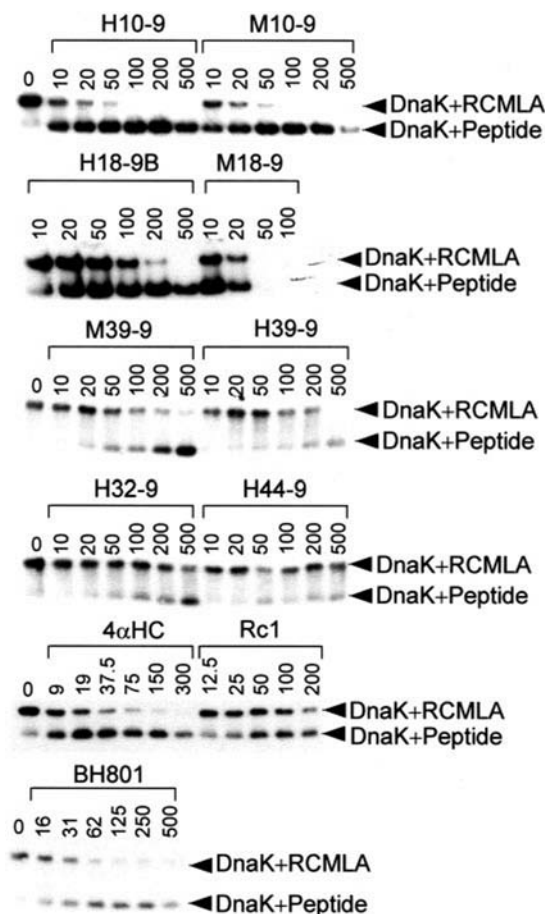 H10-9 M10-9
0 10 20 50 100 200 500 10 20 50 100 200 500
DnaK+RCMLA
DnaK+Peptide
H18-9B M18-9
10 20 50 100 200 500 10 20 50 100
DnaK+RCMLA
DnaK+Peptide
M39-9 H39-9
0 10 20 50 100 200 500 10 20 50 100 200 500
DnaK+RCMLA
DnaK+Peptide
H32-9 H44-9
0 10 20 50 100 200 500 10 20 50 100 200 500
DnaK+RCMLA
DnaK+Peptide
4αHC Rc1
0 9 19 37.5 75 150 300 12.5 25 50 100 200
DnaK+RCMLA
DnaK+Peptide
BH801
0 16 31 62 125 250 500
DnaK+RCMLA
DnaK+Peptide